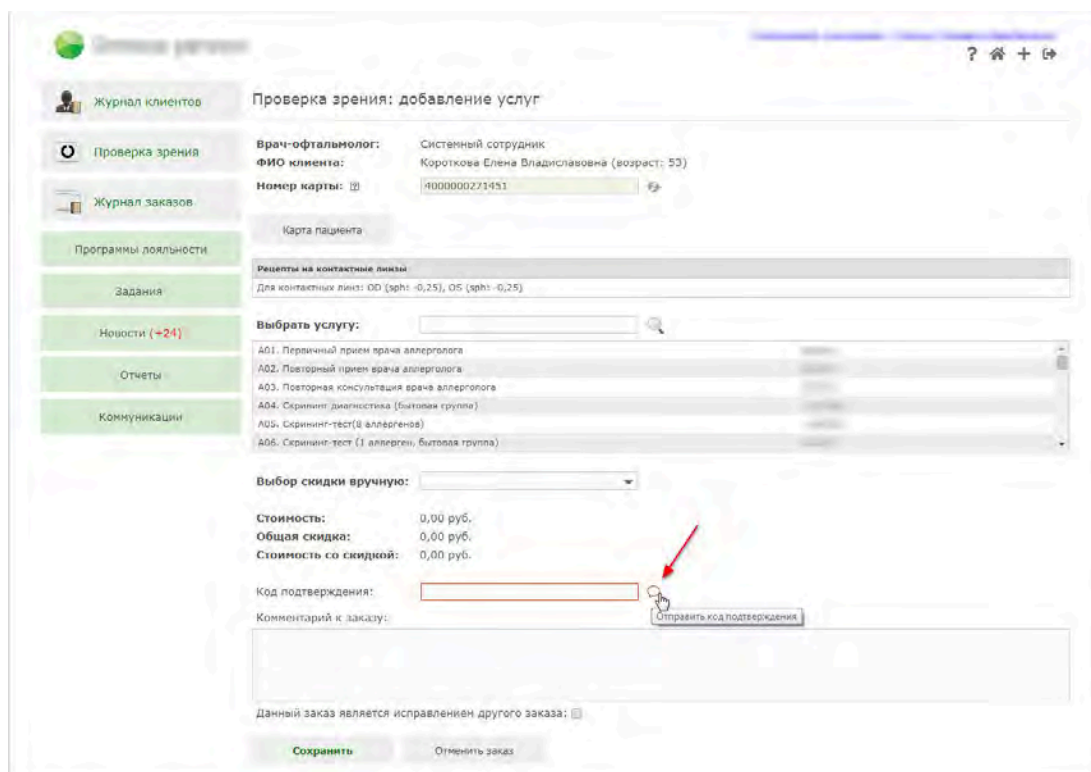 Журнал клиентов
Проверка зрения
Журнал заказов
Программы лояльности
Задания
Новости (+24)
Отчеты
Коммуникации
?
Проверка зрения: добавление услуг
Врач-офтальмолог: Системный сотрудник
ФИО клиента: Короткова Елена Владиславовна (возраст: 53)
Номер карты: [?] 4000000271451
Карта пациента
Рецепты на контактные линзы
Для контактных линз: OD (sph: -0,25), OS (sph: -0,25)
Выбрать услугу:
A01. Первичный прием врача аллерголога
A02. Повторный прием врача аллерголога
A03. Повторная консультация врача аллерголога
A04. Скрининг диагностика (бытовая группа)
A05. Скрининг-тест(8 аллергенов)
A06. Скрининг-тест (1 аллерген, бытовая группа)
Выбор скидки вручную:
Стоимость: 0,00 руб.
Общая скидка: 0,00 руб.
Стоимость со скидкой: 0,00 руб.
Код подтверждения:
Отправить код подтверждения
Комментарий к заказу:
Данный заказ является исправлением другого заказа:
Сохранить Отменить заказ